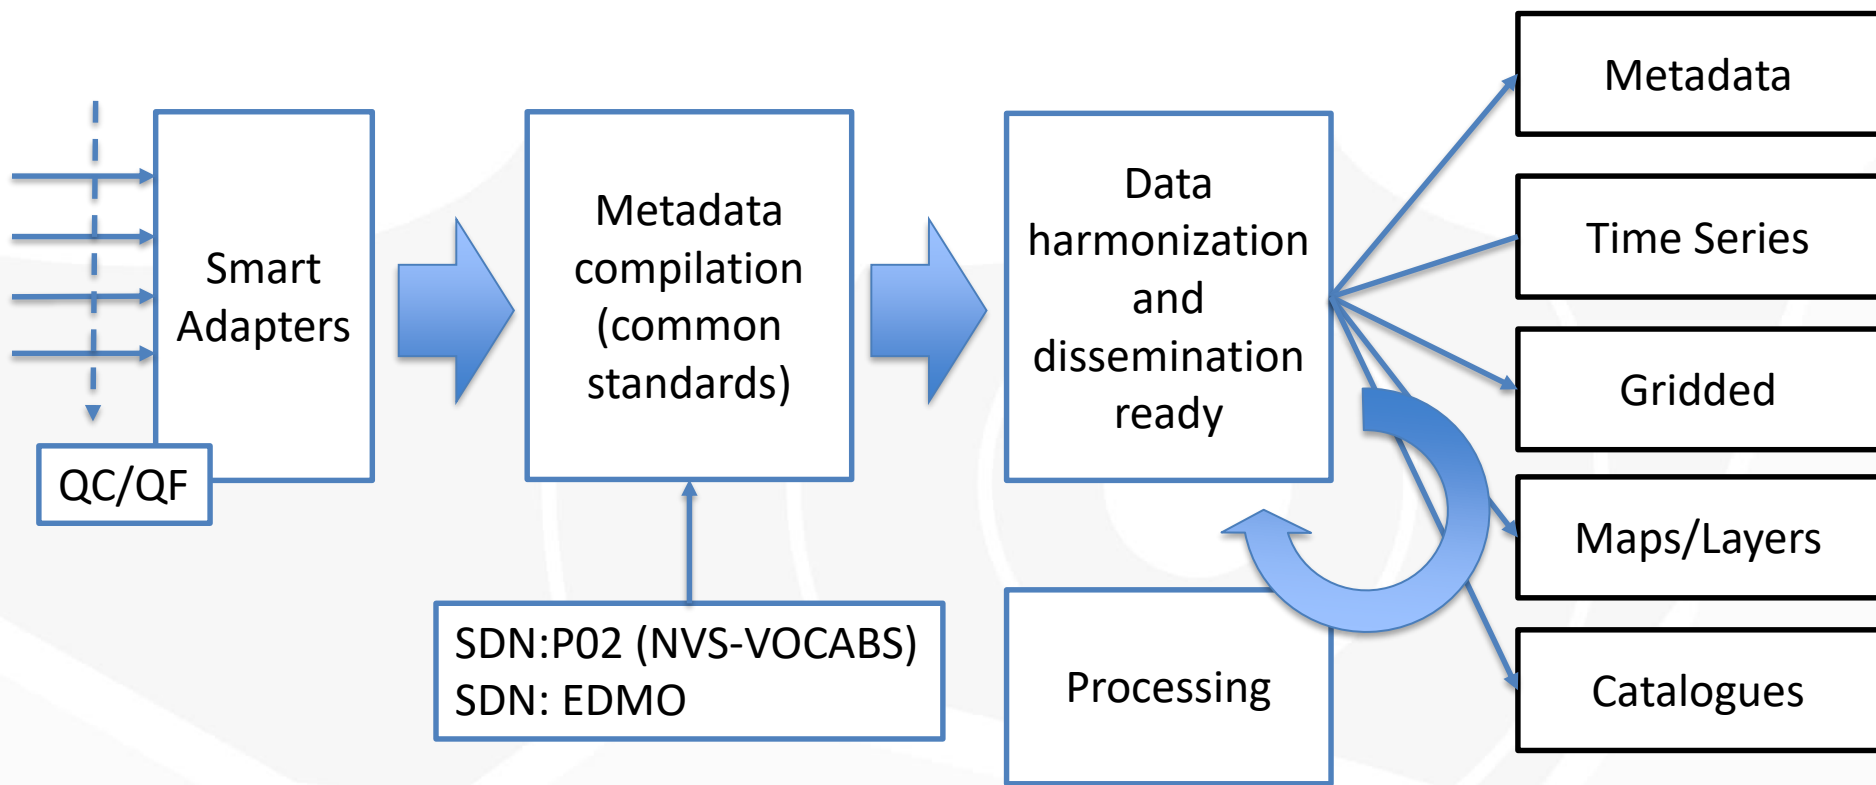 Smart
Adapters
QC/QF
Metadata
compilation
(common
standards)
SDN:P02 (NVS-VOCABS)
SDN: EDMO
Data
harmonization
and
dissemination
ready
Processing
Metadata
Time Series
Gridded
Maps/Layers
Catalogues